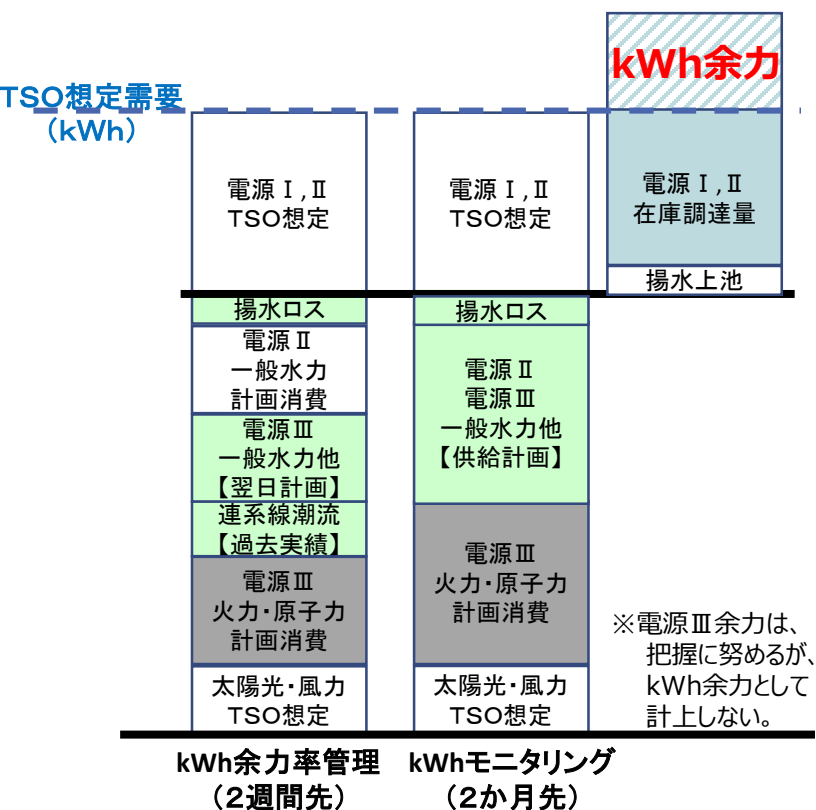 kWh余力
TSO想定需要
(kWh)
電源Ⅰ,Ⅱ
TSO想定
電源Ⅰ,Ⅱ
TSO想定
電源Ⅰ,Ⅱ
在庫調達量
揚水上池
揚水ロス
電源Ⅱ
一般水力
計画消費
電源Ⅲ
一般水力他
【翌日計画】
連系線潮流
【過去実績】
電源Ⅲ
火力・原子力
計画消費
太陽光・風力
TSO想定
揚水ロス
電源Ⅱ
電源Ⅲ
一般水力他
【供給計画】
電源Ⅲ
火力・原子力
計画消費
太陽光・風力
TSO想定
※電源Ⅲ余力は、
把握に努めるが、
kWh余力として
計上しない。
kWh余力率管理
(2週間先)
kWhモニタリング
(2か月先)